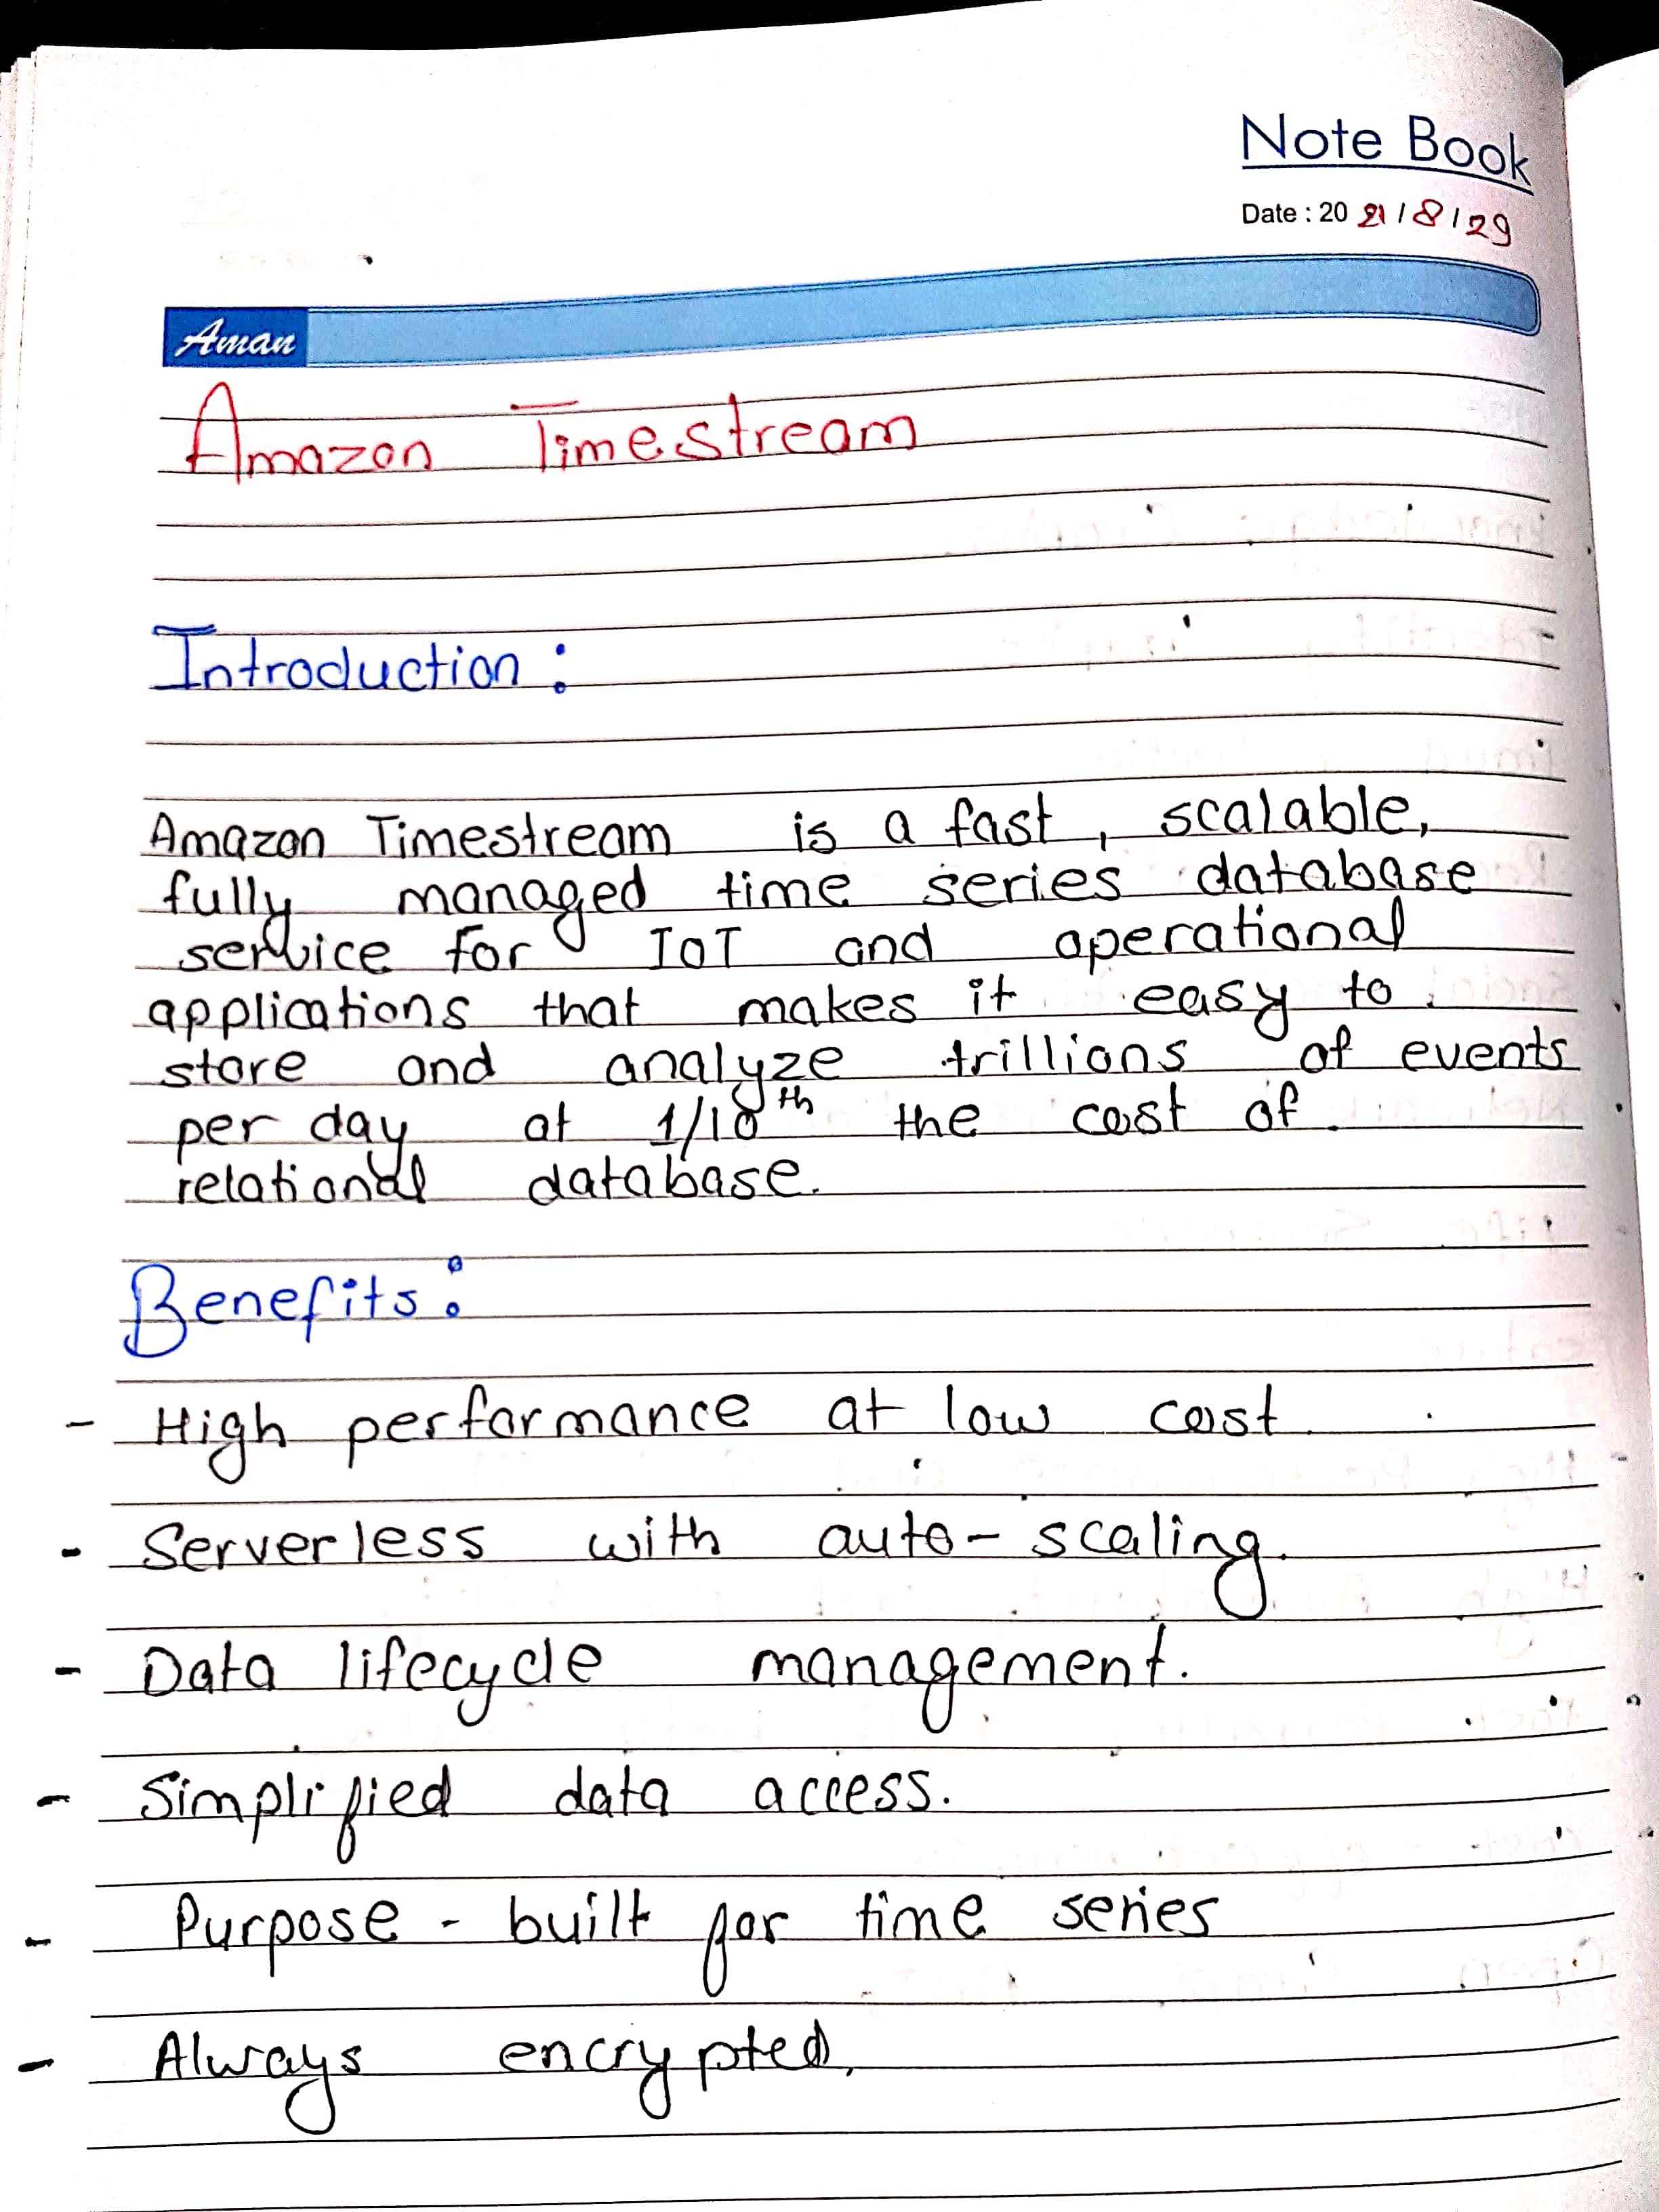 Note Book
Date : 20 21 / 8 / 29
Aman
Amazon Timestream
Introduction :
Amazon Timestream is a fast, scalable,
fully managed time series database
service for IoT and operational
applications that makes it easy to
store and analyze trillions of events
per day at 1/10th the cost of
relational database.
Benefits :
- High performance at low cost.
- Serverless with auto-scaling.
- Data lifecycle management.
- Simplified data access.
- Purpose - built for time series
- Always encrypted.